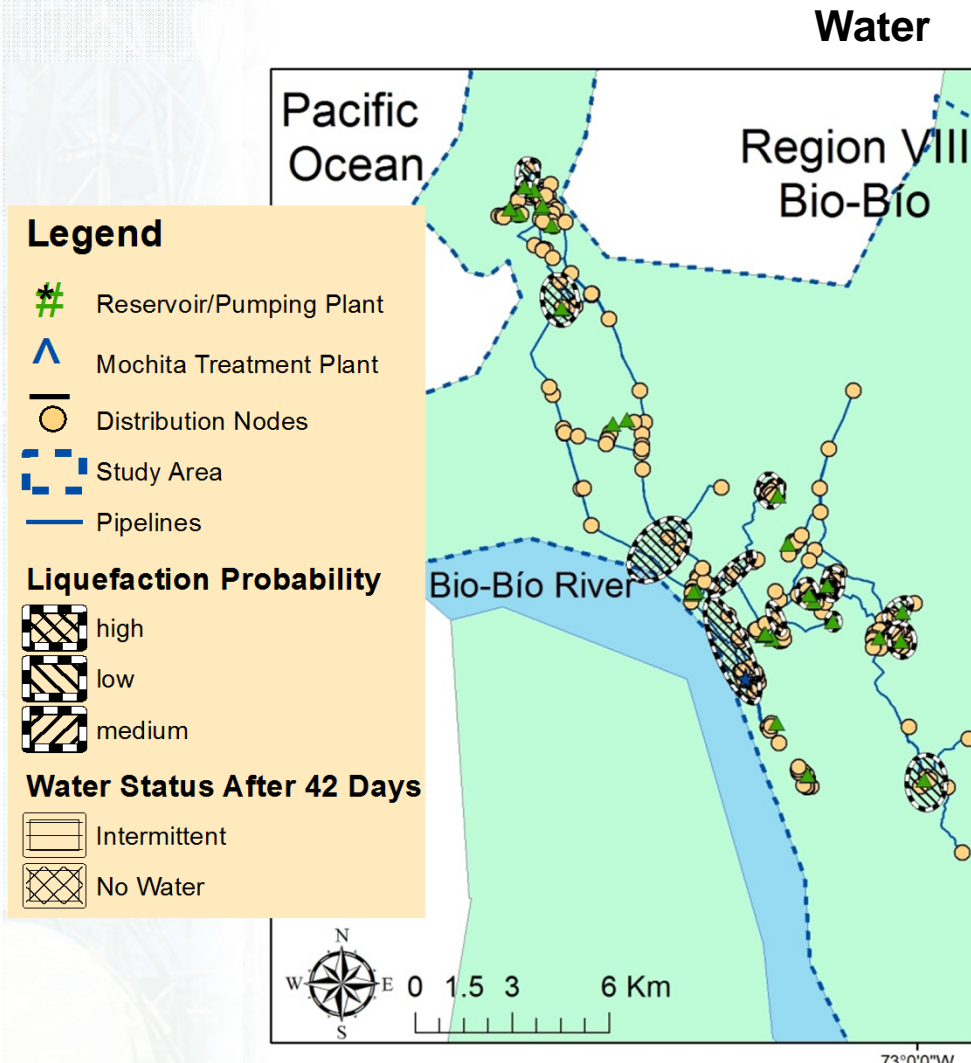 Water
Pacific
Ocean
Region VIII
Bio-Bío
Legend
Reservoir/Pumping Plant
Mochita Treatment Plant
Distribution Nodes
Study Area
Pipelines
Liquefaction Probability
high
low
medium
Water Status After 42 Days
Intermittent
No Water
Bio-Bío River
N
W E
S
0 1.5 3 6 Km
73°0'0"W